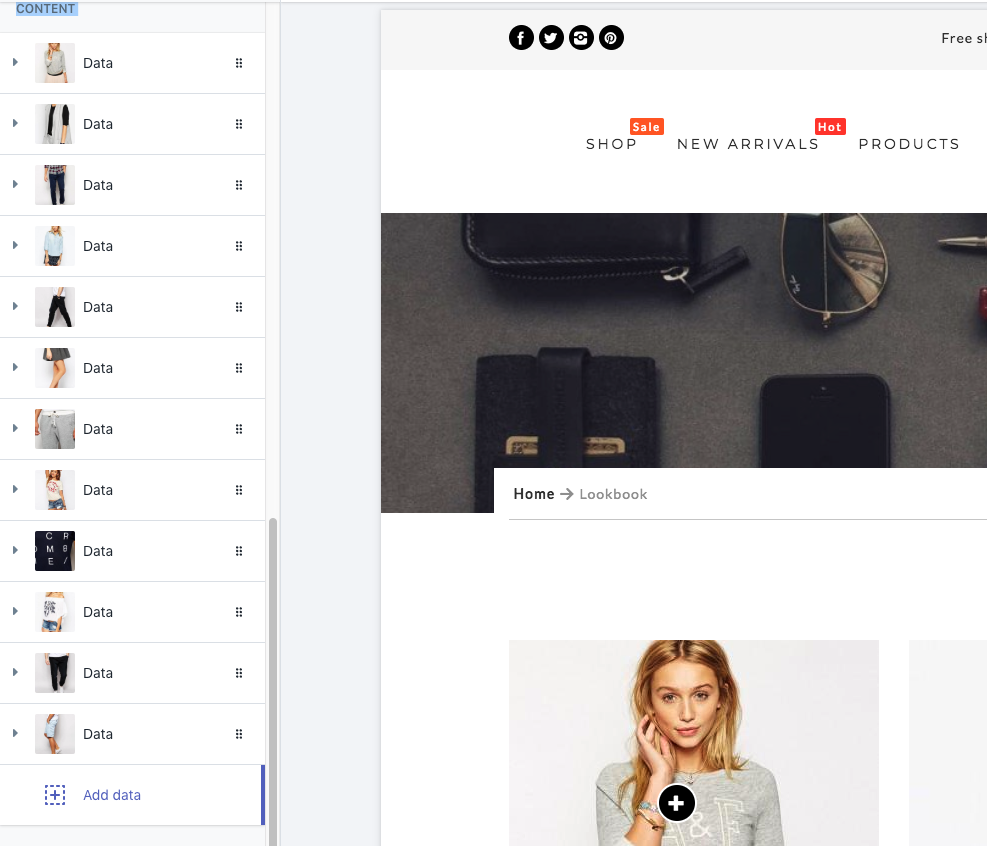 CONTENT
Data
Data
Data
Data
Data
Data
Data
Data
Data
Data
Data
Data
Add data
Free sh
Sale
Hot
SHOP
NEW ARRIVALS
PRODUCTS
Home → Lookbook
A&F
C R
M B
E /